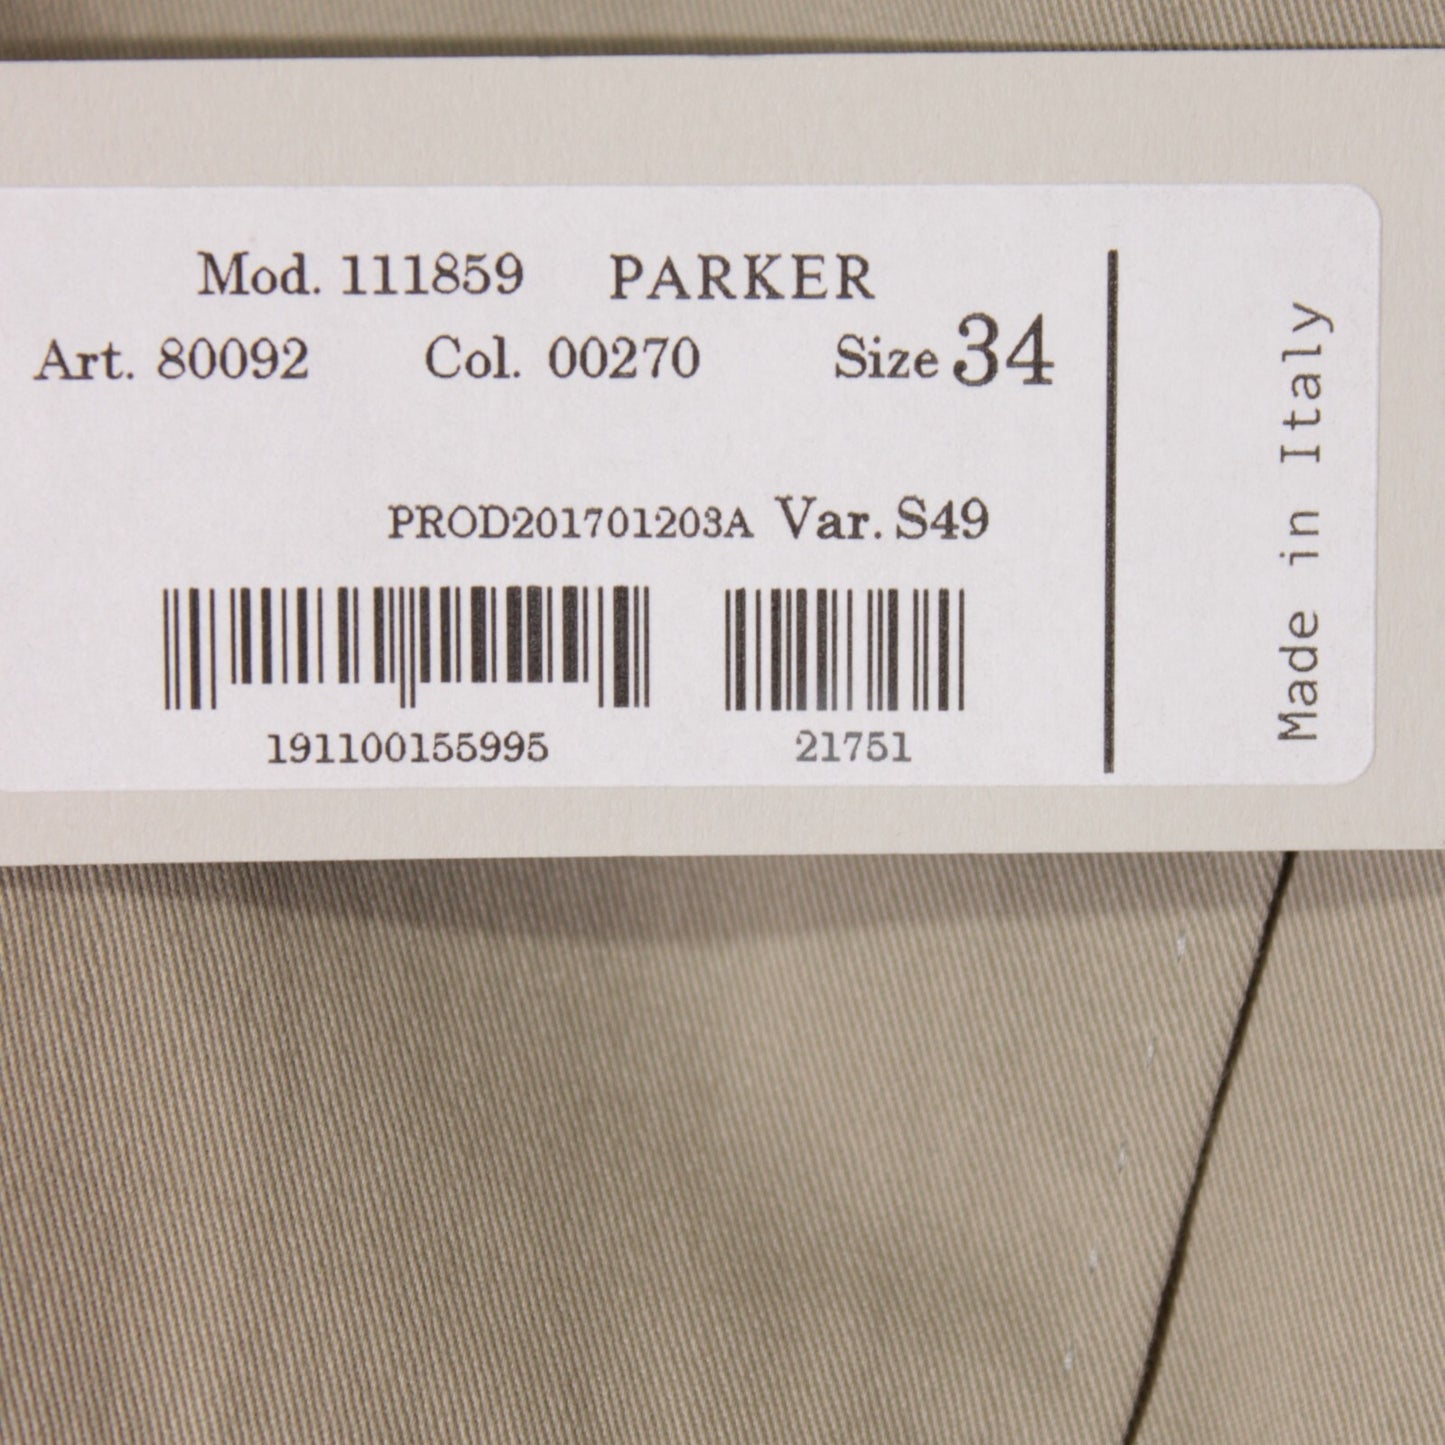 Mod. 111859 PARKER
Art. 80092 Col. 00270 Size 34
PROD201701203A Var. S49
191100155995 21751
Made in Italy